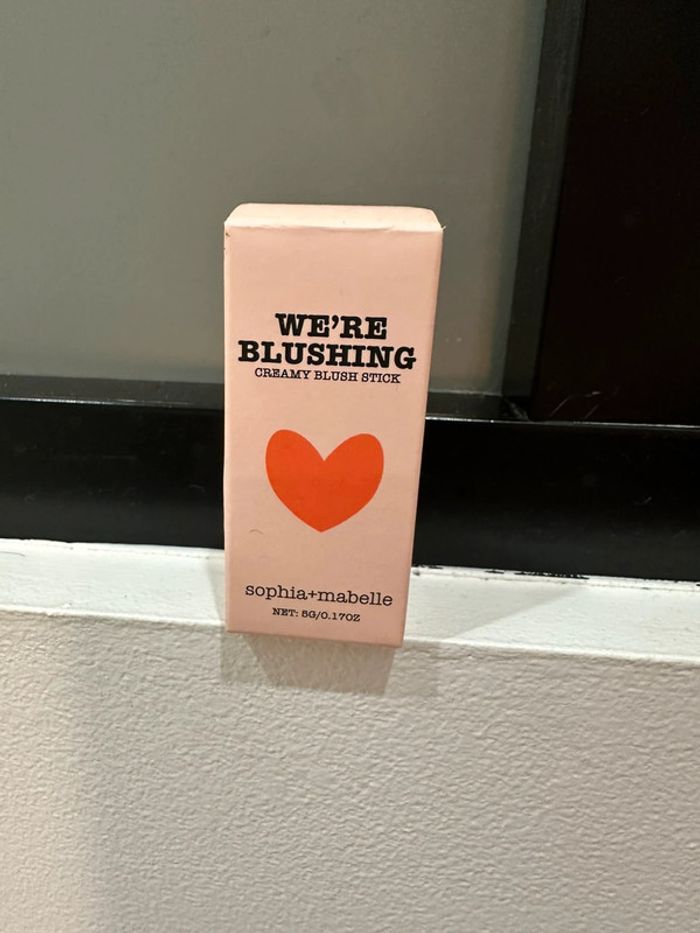 WE'RE
BLUSHING
CREAMY BLUSH STICK
sophia+mabelle
NET: 5G/0.17OZ